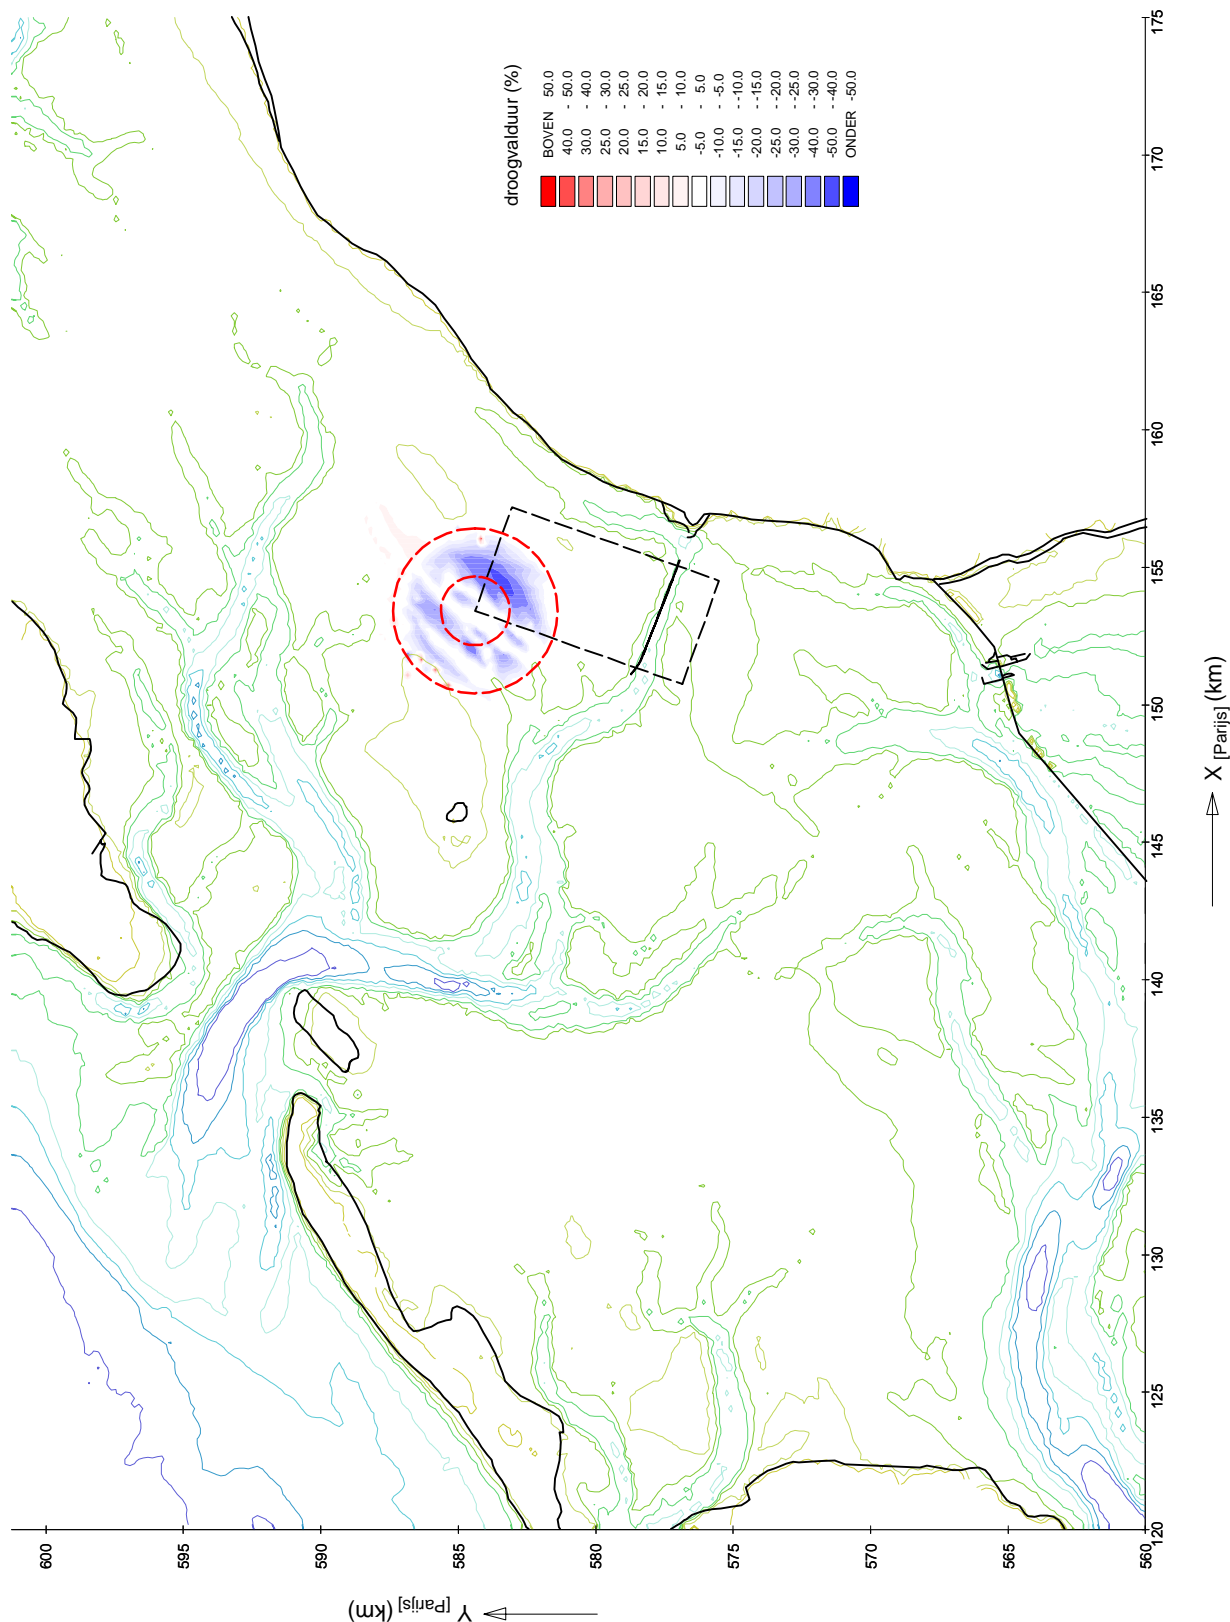 droogvalduur (%)
BOVEN 50.0
40.0 - 50.0
30.0 - 40.0
25.0 - 30.0
20.0 - 25.0
15.0 - 20.0
10.0 - 15.0
5.0 - 10.0
-5.0 - 5.0
-10.0 - -5.0
-15.0 - -10.0
-20.0 - -15.0
-25.0 - -20.0
-30.0 - -25.0
-40.0 - -30.0
-50.0 - -40.0
ONDER -50.0
600
595
590
585
580
575
570
565
560
Y [Parijs] (km)
120
125
130
135
140
145
150
155
160
165
170
175
X [Parijs] (km)